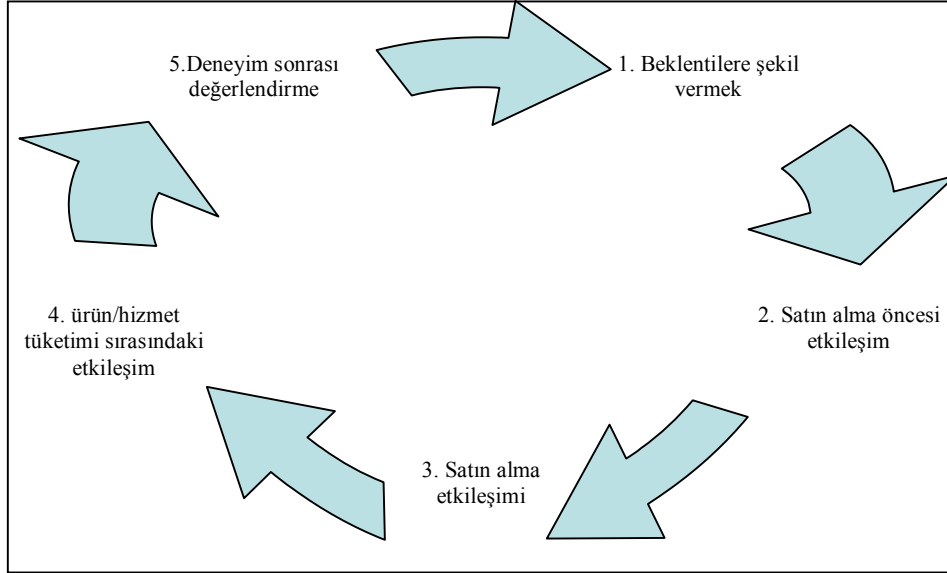 1. Beklentilere şekil
vermek
2. Satın alma öncesi
etkileşim
3. Satın alma
etkileşimi
4. ürün/hizmet
tüketimi sırasındaki
etkileşim
5.Deneyim sonrası
değerlendirme